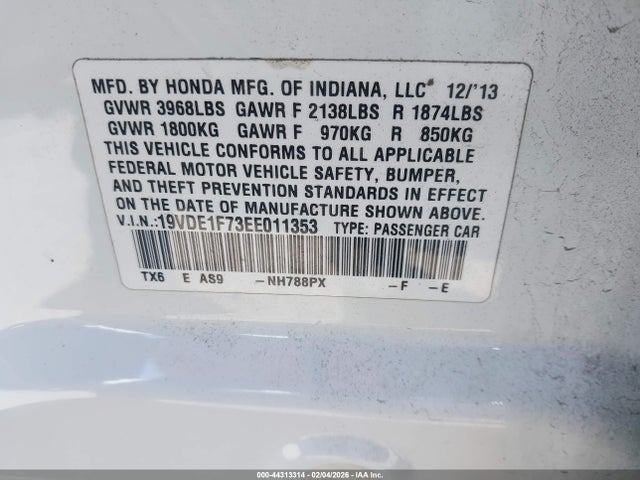 MFD. BY HONDA MFG. OF INDIANA, LLC 12/'13
GVWR 3968LBS GAWR F 2138LBS R 1874LBS
GVWR 1800KG GAWR F 970KG R 850KG
THIS VEHICLE CONFORMS TO ALL APPLICABLE
FEDERAL MOTOR VEHICLE SAFETY, BUMPER,
AND THEFT PREVENTION STANDARDS IN EFFECT
ON THE DATE OF MANUFACTURE SHOWN ABOVE.
V.I.N.:19VDE1F73EE011353 TYPE: PASSENGER CAR
TX6 E AS9 -NH788PX -F -E
000-44313314 - 02/04/2026 - IAA Inc.